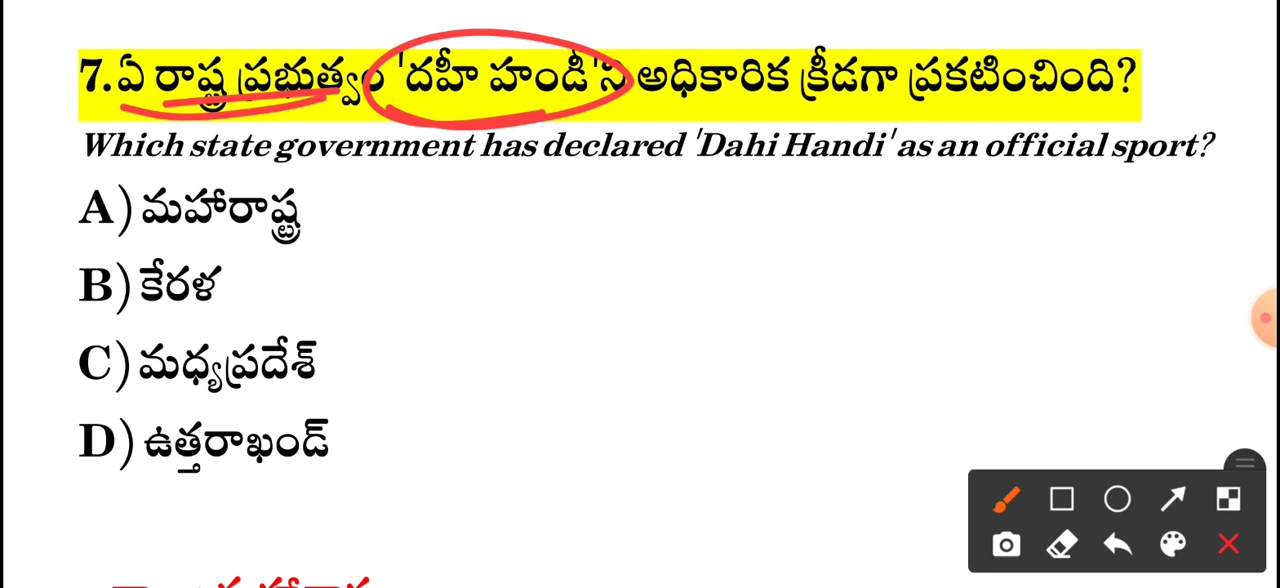 7.ఏ రాష్ట్ర ప్రభుత్వం 'దహీ హండీ'ని అధికారిక క్రీడగా ప్రకటించింది?
Which state government has declared 'Dahi Handi' as an official sport?
A) మహారాష్ట్ర
B) కేరళ
C) మధ్యప్రదేశ్
D) ఉత్తరాఖండ్